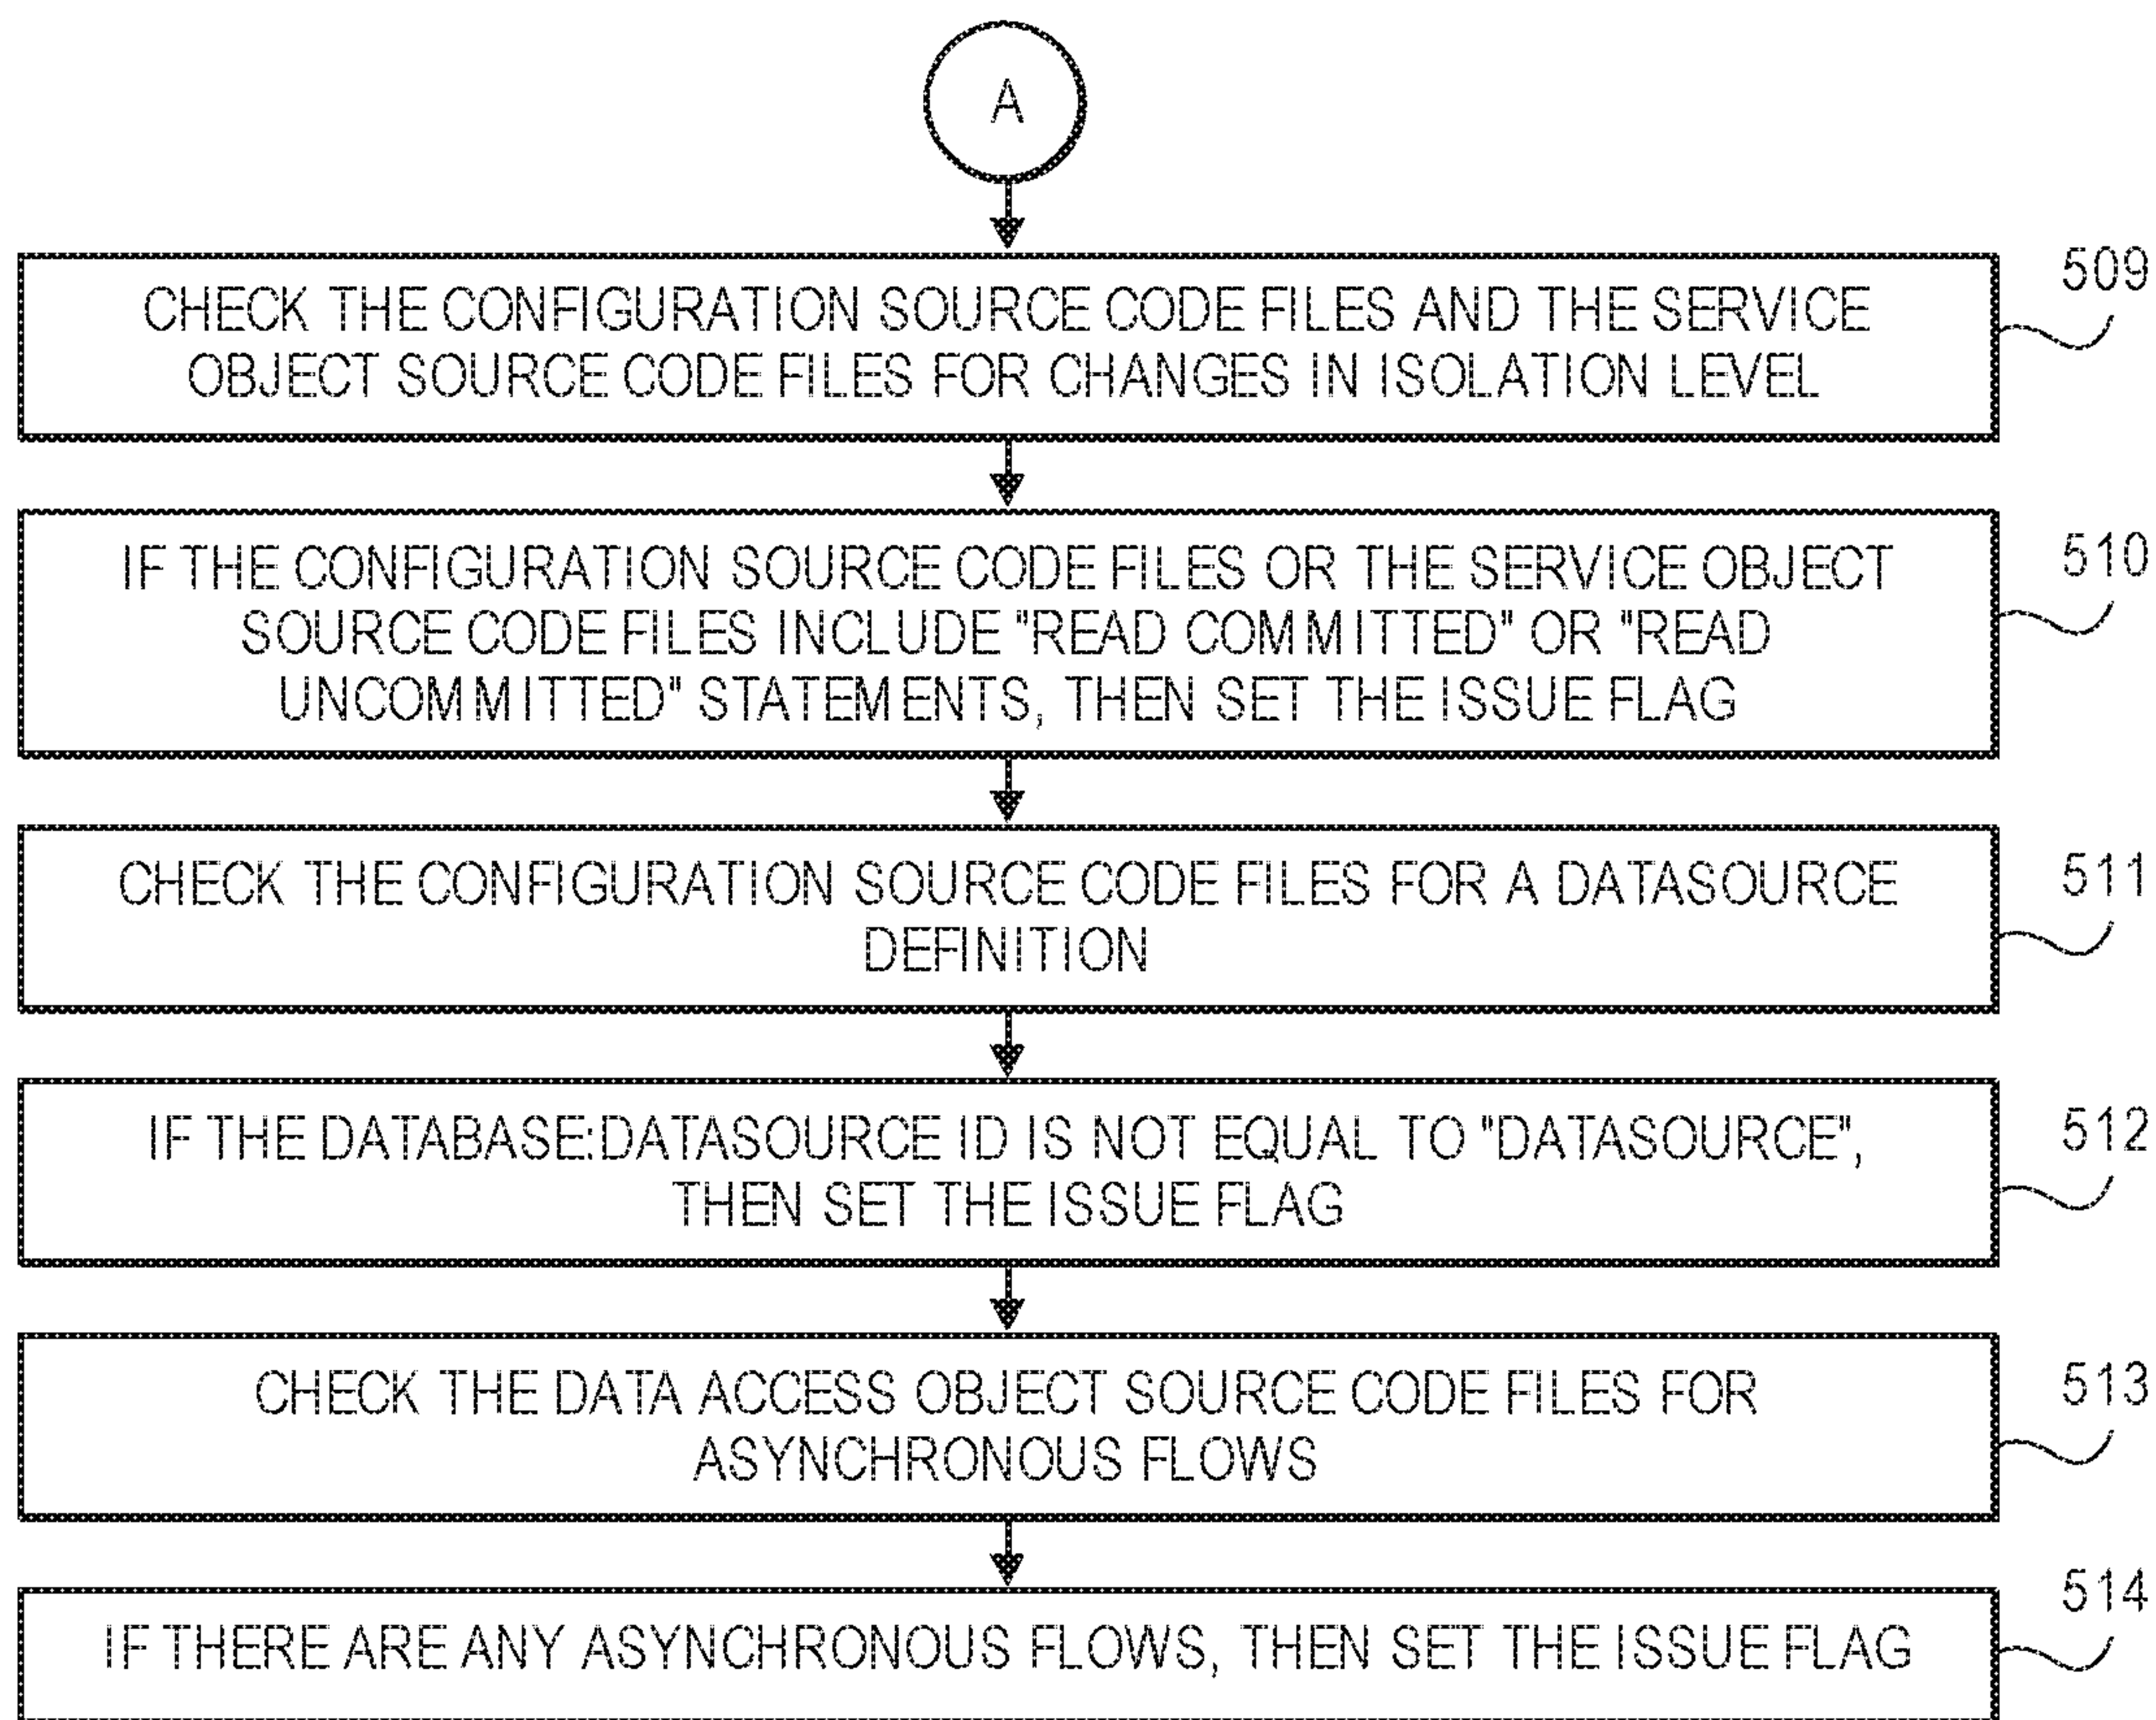 A
509
CHECK THE CONFIGURATION SOURCE CODE FILES AND THE SERVICE
OBJECT SOURCE CODE FILES FOR CHANGES IN ISOLATION LEVEL
510
IF THE CONFIGURATION SOURCE CODE FILES OR THE SERVICE OBJECT
SOURCE CODE FILES INCLUDE "READ COMMITTED" OR "READ
UNCOMMITTED" STATEMENTS, THEN SET THE ISSUE FLAG
511
CHECK THE CONFIGURATION SOURCE CODE FILES FOR A DATASOURCE
DEFINITION
512
IF THE DATABASE:DATASOURCE ID IS NOT EQUAL TO "DATASOURCE",
THEN SET THE ISSUE FLAG
513
CHECK THE DATA ACCESS OBJECT SOURCE CODE FILES FOR
ASYNCHRONOUS FLOWS
514
IF THERE ARE ANY ASYNCHRONOUS FLOWS, THEN SET THE ISSUE FLAG